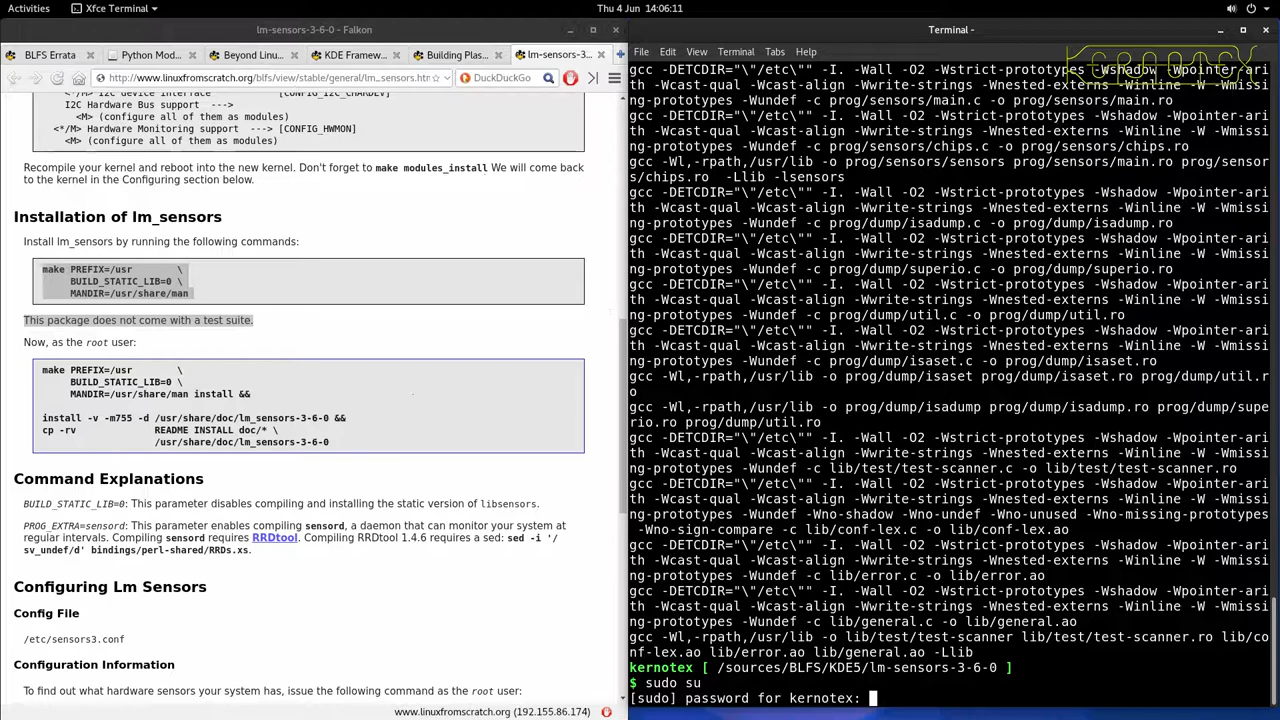 Activities
Xfce Terminal
Thu 4 Jun 14:06:11
lm-sensors-3-6-0 - Falkon
BLFS Errata
Python Mod...
Beyond Linu...
KDE Framew...
Building Plas...
lm-sensors-3...
http://www.linuxfromscratch.org/blfs/view/stable/general/lm_sensors.htm
DuckDuckGo
<*/M> I2C device interface [CONFIG_I2C_CHARDEV]
I2C Hardware Bus support --->
<M> (configure all of them as modules)
<*/M> Hardware Monitoring support ---> [CONFIG_HWMON]
<M> (configure all of them as modules)
Recompile your kernel and reboot into the new kernel. Don't forget to make modules_install We will come back
to the kernel in the Configuring section below.
Installation of lm_sensors
Install lm_sensors by running the following commands:
make PREFIX=/usr \
BUILD_STATIC_LIB=0 \
MANDIR=/usr/share/man
This package does not come with a test suite.
Now, as the root user:
make PREFIX=/usr \
BUILD_STATIC_LIB=0 \
MANDIR=/usr/share/man install &&
install -v -m755 -d /usr/share/doc/lm_sensors-3-6-0 &&
cp -rv README INSTALL doc/* \
/usr/share/doc/lm_sensors-3-6-0
Command Explanations
BUILD_STATIC_LIB=0: This parameter disables compiling and installing the static version of libsensors.
PROG_EXTRA=sensord: This parameter enables compiling sensord, a daemon that can monitor your system at
regular intervals. Compiling sensord requires RRDtool. Compiling RRDtool 1.4.6 requires a sed: sed -i '/
sv_undef/d' bindings/perl-shared/RRDs.xs.
Configuring Lm Sensors
Config File
/etc/sensors3.conf
Configuration Information
To find out what hardware sensors your system has, issue the following command as the root user:
www.linuxfromscratch.org (192.155.86.174)
Terminal -
File Edit View Terminal Tabs Help
KERNOTEX
gcc -DETCDIR="\"/etc\"" -I. -Wall -O2 -Wstrict-prototypes -Wshadow -Wpointer-ari
th -Wcast-qual -Wcast-align -Wwrite-strings -Wnested-externs -Winline -W -Wmissi
ng-prototypes -Wundef -c prog/sensors/main.c -o prog/sensors/main.ro
gcc -DETCDIR="\"/etc\"" -I. -Wall -O2 -Wstrict-prototypes -Wshadow -Wpointer-ari
th -Wcast-qual -Wcast-align -Wwrite-strings -Wnested-externs -Winline -W -Wmissi
ng-prototypes -Wundef -c prog/sensors/chips.c -o prog/sensors/chips.ro
gcc -Wl,-rpath,/usr/lib -o prog/sensors/sensors prog/sensors/main.ro prog/sensor
s/chips.ro -Llib -lsensors
gcc -DETCDIR="\"/etc\"" -I. -Wall -O2 -Wstrict-prototypes -Wshadow -Wpointer-ari
th -Wcast-qual -Wcast-align -Wwrite-strings -Wnested-externs -Winline -W -Wmissi
ng-prototypes -Wundef -c prog/dump/isadump.c -o prog/dump/isadump.ro
gcc -DETCDIR="\"/etc\"" -I. -Wall -O2 -Wstrict-prototypes -Wshadow -Wpointer-ari
th -Wcast-qual -Wcast-align -Wwrite-strings -Wnested-externs -Winline -W -Wmissi
ng-prototypes -Wundef -c prog/dump/superio.c -o prog/dump/superio.ro
gcc -DETCDIR="\"/etc\"" -I. -Wall -O2 -Wstrict-prototypes -Wshadow -Wpointer-ari
th -Wcast-qual -Wcast-align -Wwrite-strings -Wnested-externs -Winline -W -Wmissi
ng-prototypes -Wundef -c prog/dump/util.c -o prog/dump/util.ro
gcc -DETCDIR="\"/etc\"" -I. -Wall -O2 -Wstrict-prototypes -Wshadow -Wpointer-ari
th -Wcast-qual -Wcast-align -Wwrite-strings -Wnested-externs -Winline -W -Wmissi
ng-prototypes -Wundef -c prog/dump/isaset.c -o prog/dump/isaset.ro
gcc -Wl,-rpath,/usr/lib -o prog/dump/isaset prog/dump/isaset.ro prog/dump/util.r
o
gcc -Wl,-rpath,/usr/lib -o prog/dump/isadump prog/dump/isadump.ro prog/dump/supe
rio.ro prog/dump/util.ro
gcc -DETCDIR="\"/etc\"" -I. -Wall -O2 -Wstrict-prototypes -Wshadow -Wpointer-ari
th -Wcast-qual -Wcast-align -Wwrite-strings -Wnested-externs -Winline -W -Wmissi
ng-prototypes -Wundef -c lib/test/test-scanner.c -o lib/test/test-scanner.ro
gcc -DETCDIR="\"/etc\"" -I. -Wall -O2 -Wstrict-prototypes -Wshadow -Wpointer-ari
th -Wcast-qual -Wcast-align -Wwrite-strings -Wnested-externs -Winline -W -Wmissi
ng-prototypes -Wundef -Wno-shadow -Wno-undef -Wno-unused -Wno-missing-prototypes
-Wno-sign-compare -c lib/conf-lex.c -o lib/conf-lex.ao
gcc -DETCDIR="\"/etc\"" -I. -Wall -O2 -Wstrict-prototypes -Wshadow -Wpointer-ari
th -Wcast-qual -Wcast-align -Wwrite-strings -Wnested-externs -Winline -W -Wmissi
ng-prototypes -Wundef -c lib/error.c -o lib/error.ao
gcc -DETCDIR="\"/etc\"" -I. -Wall -O2 -Wstrict-prototypes -Wshadow -Wpointer-ari
th -Wcast-qual -Wcast-align -Wwrite-strings -Wnested-externs -Winline -W -Wmissi
ng-prototypes -Wundef -c lib/general.c -o lib/general.ao
gcc -Wl,-rpath,/usr/lib -o lib/test/test-scanner lib/test/test-scanner.ro lib/co
nf-lex.ao lib/error.ao lib/general.ao -Llib
kernotex [ /sources/BLFS/KDE5/lm-sensors-3-6-0 ]
$ sudo su
[sudo] password for kernotex: